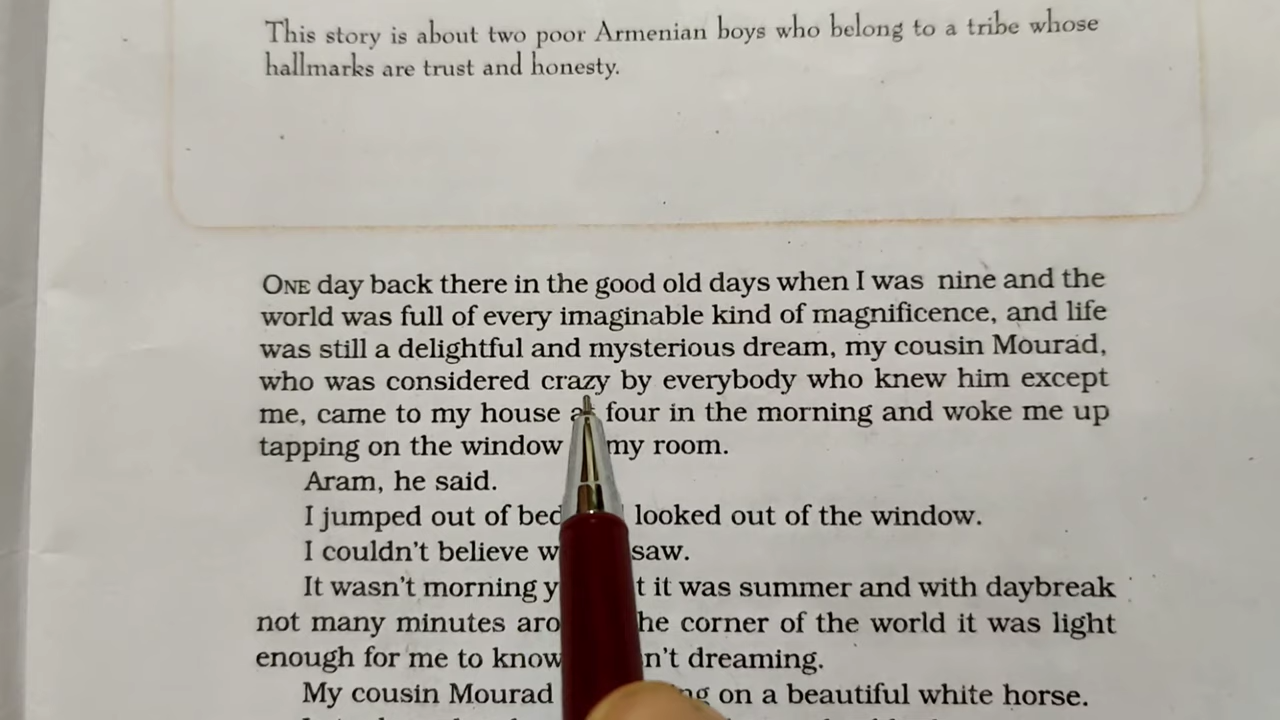 This story is about two poor Armenian boys who belong to a tribe whose
hallmarks are trust and honesty.
ONE day back there in the good old days when I was nine and the
world was full of every imaginable kind of magnificence, and life
was still a delightful and mysterious dream, my cousin Mourad,
who was considered crazy by everybody who knew him except
me, came to my house at four in the morning and woke me up
tapping on the window my room.
Aram, he said.
I jumped out of bed looked out of the window.
I couldn't believe saw.
It wasn't morning it was summer and with daybreak
not many minutes the corner of the world it was light
enough for me to know dreaming.
My cousin Mourad on a beautiful white horse.